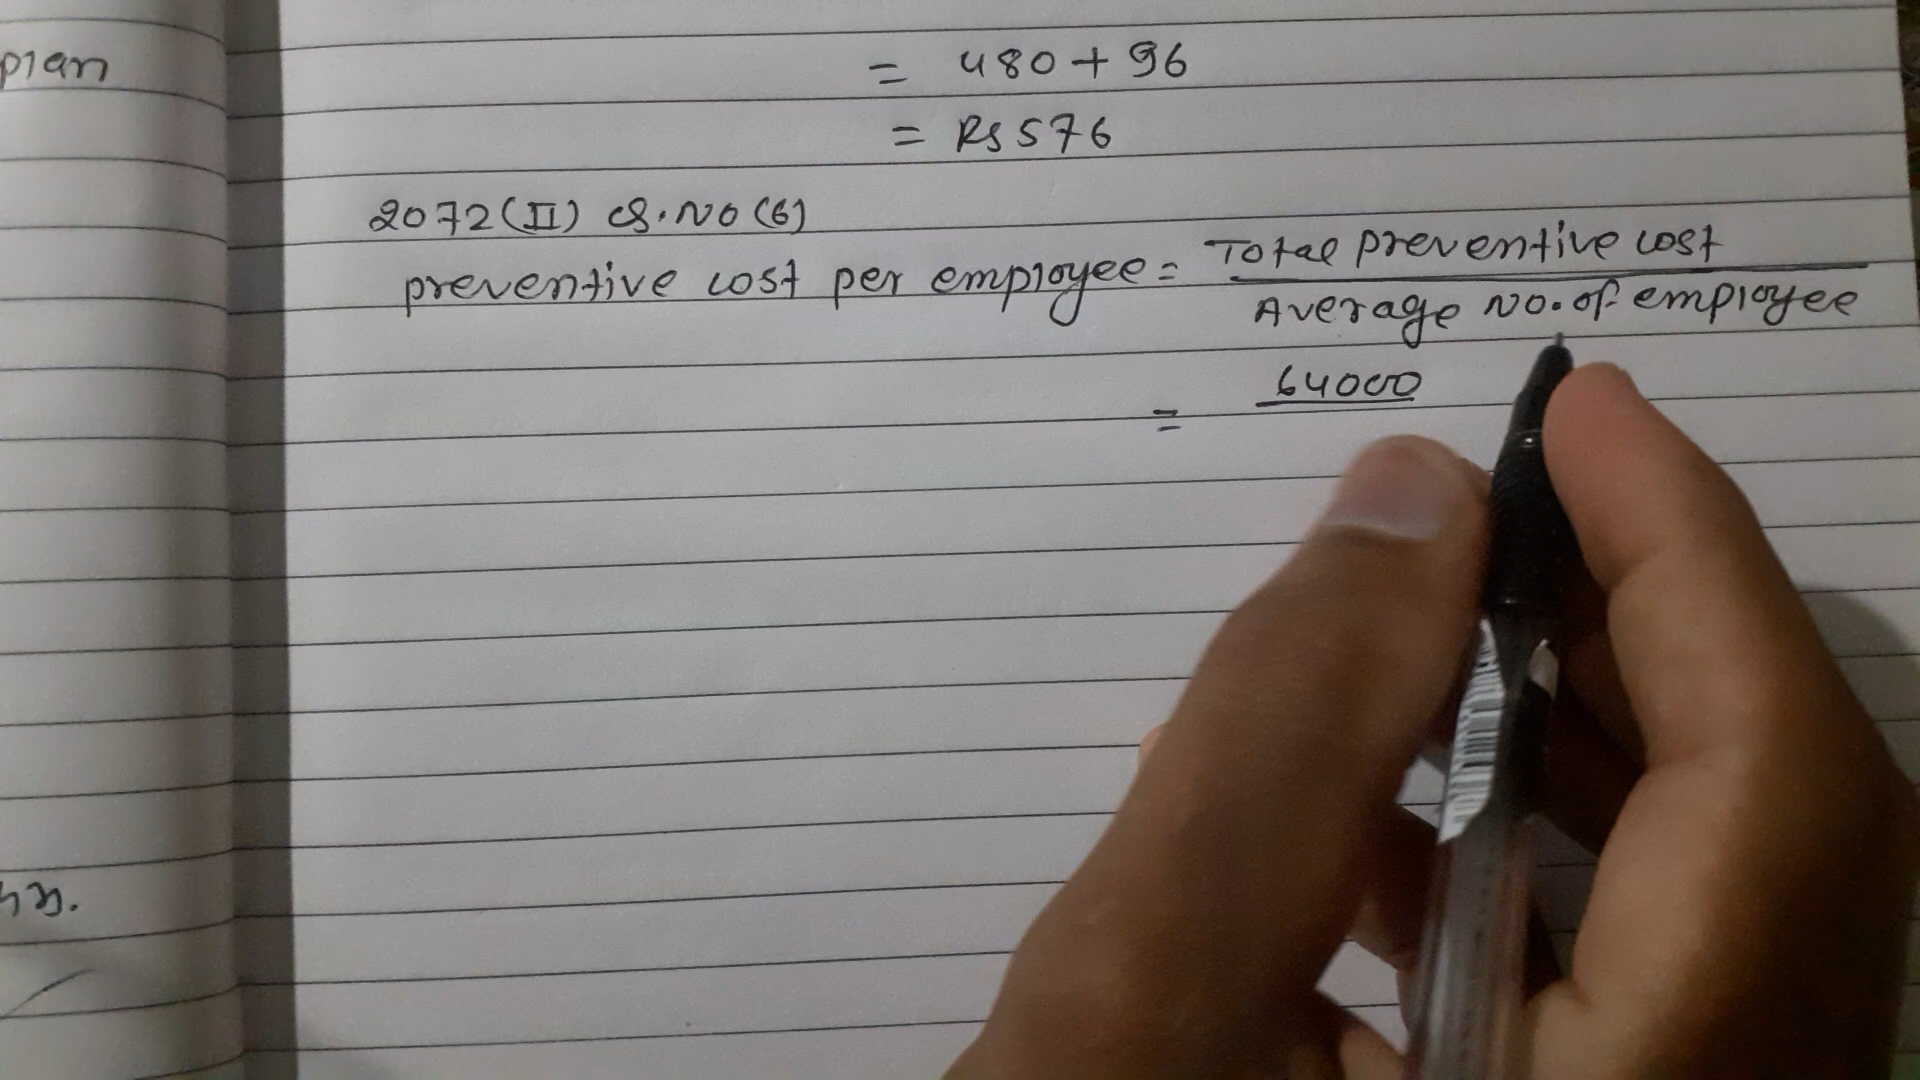 plan
= 480 + 96
= Rs 576
2072 (II) Q.NO (6)
preventive cost per employee = Total preventive cost
Average NO. of employee
= 64000